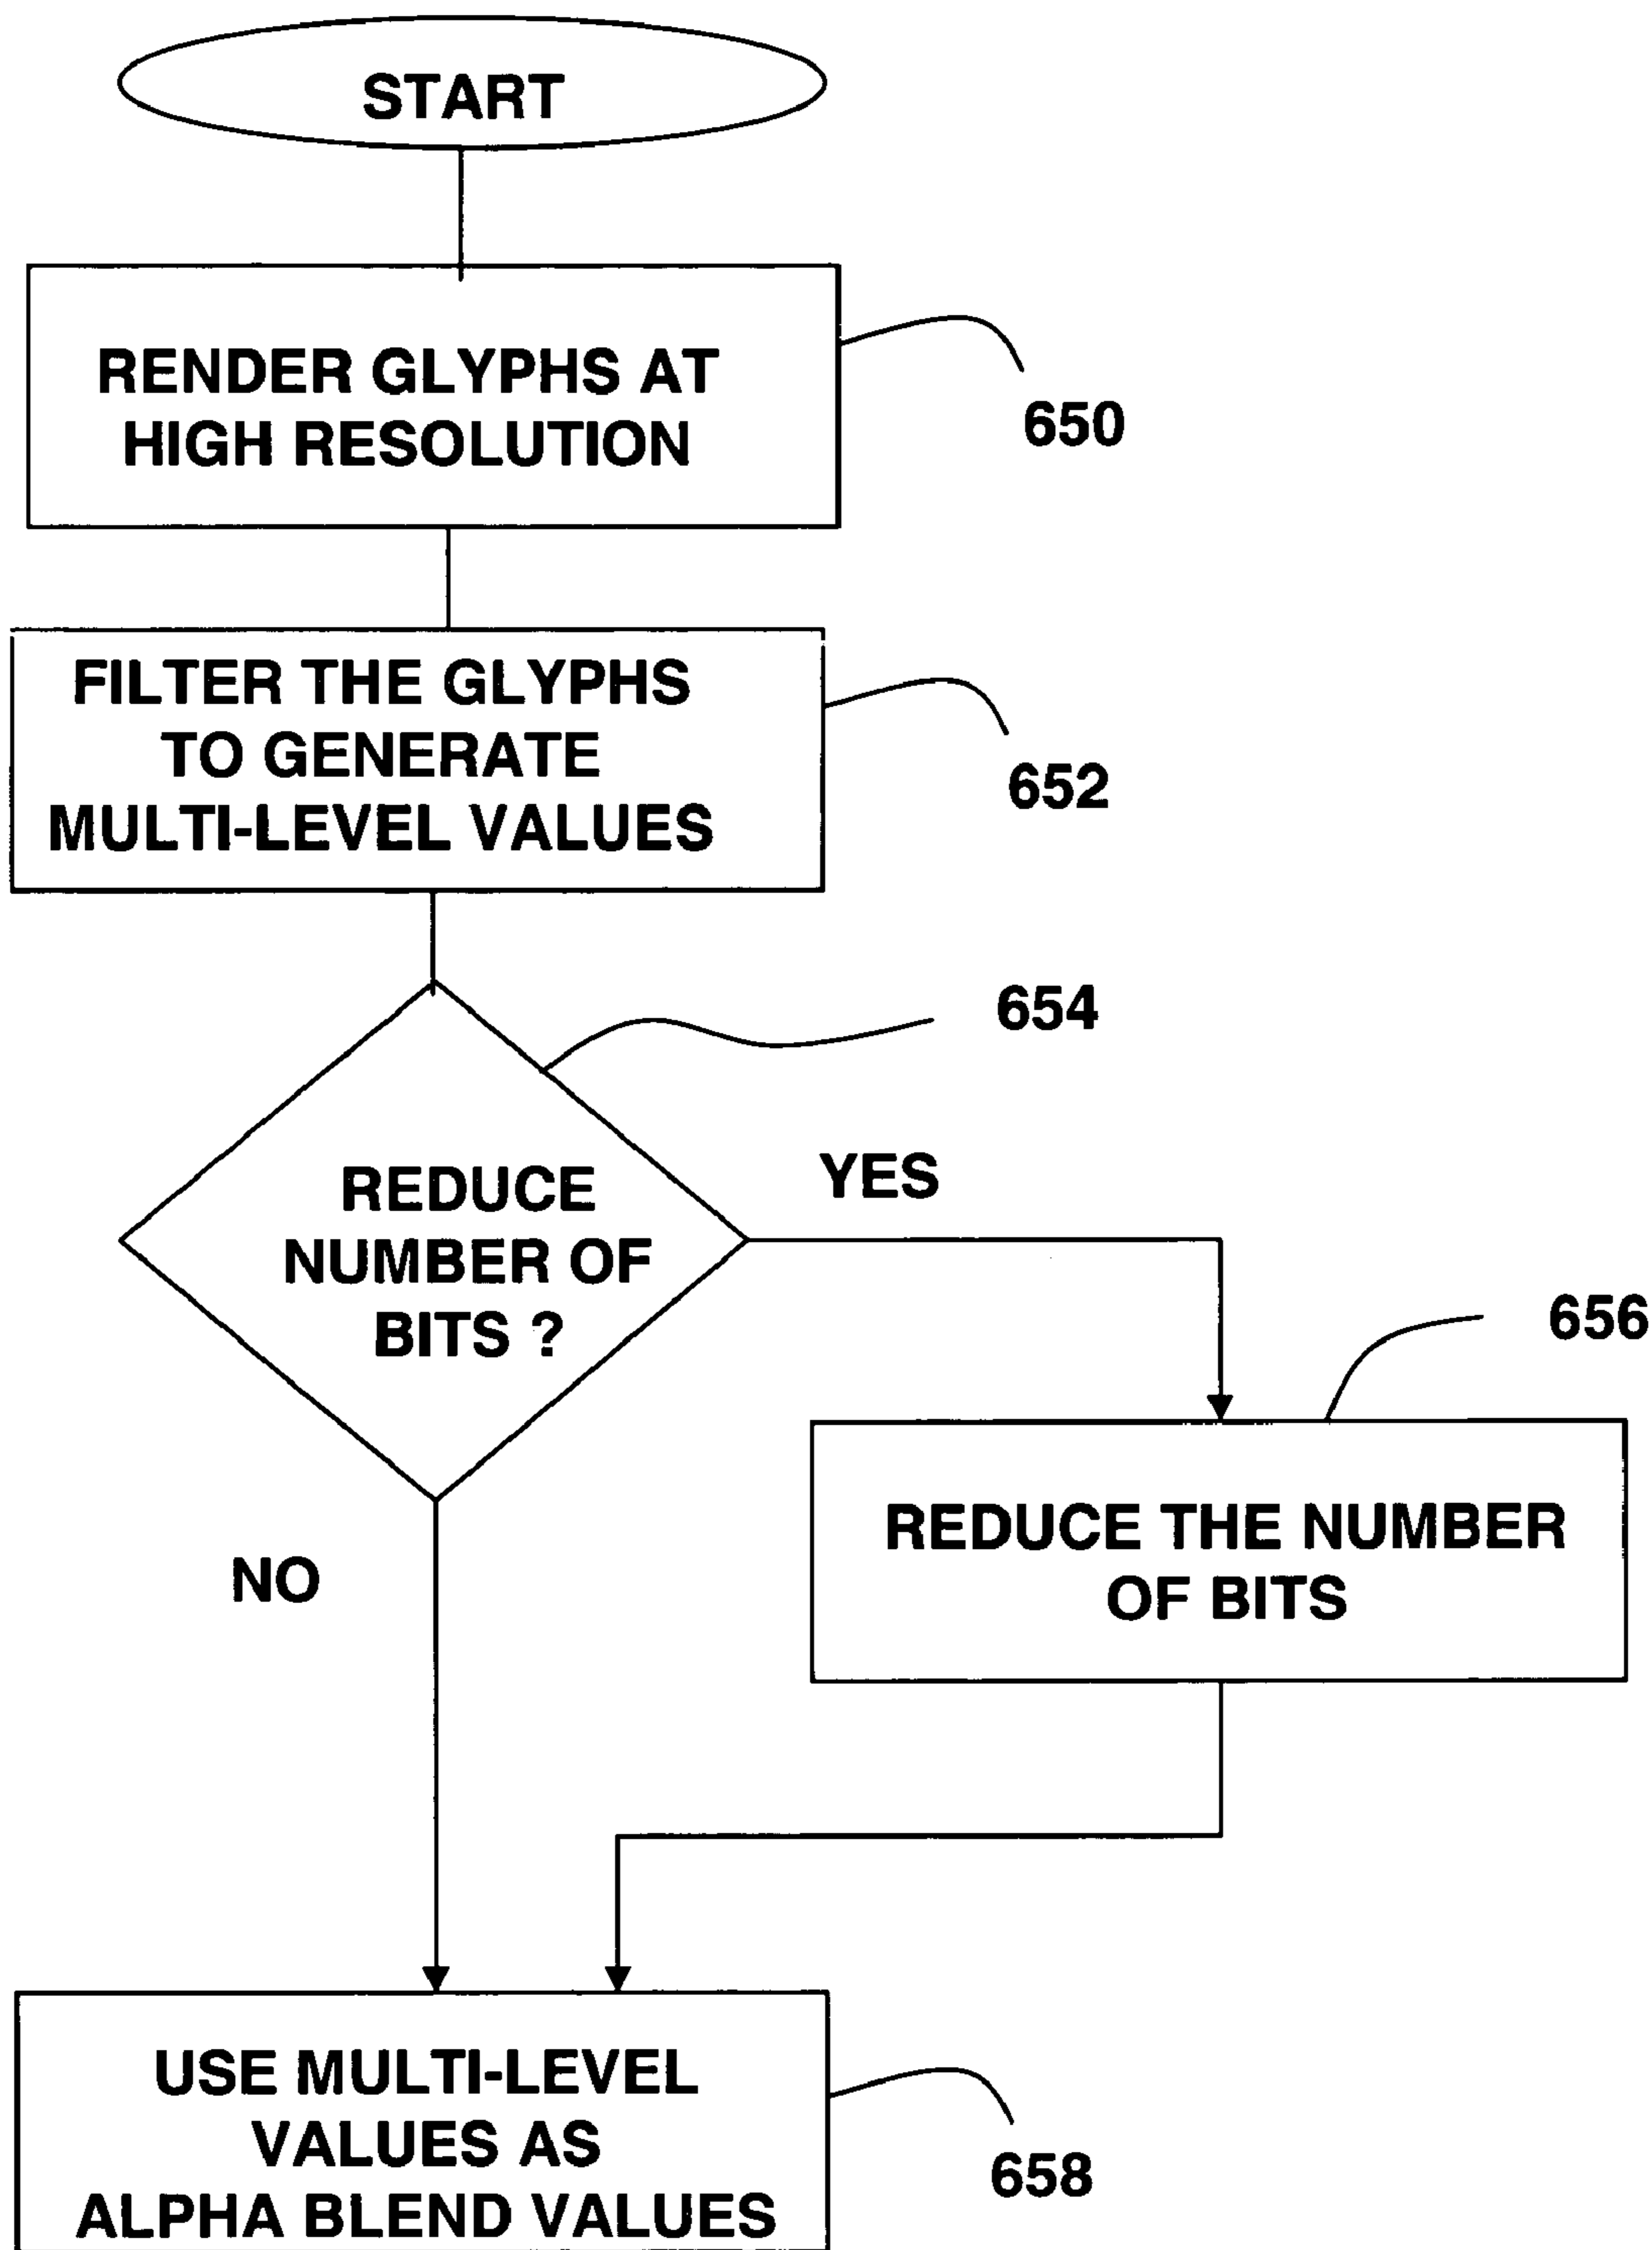 START
RENDER GLYPHS AT
HIGH RESOLUTION
650
FILTER THE GLYPHS
TO GENERATE
MULTI-LEVEL VALUES
652
654
REDUCE
NUMBER OF
BITS ?
YES
656
REDUCE THE NUMBER
OF BITS
NO
USE MULTI-LEVEL
VALUES AS
ALPHA BLEND VALUES
658